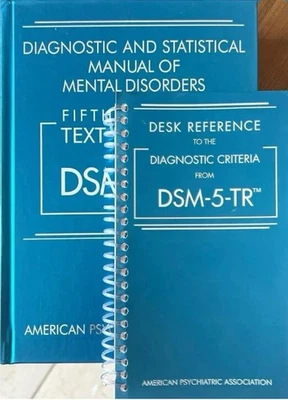 DIAGNOSTIC AND STATISTICAL
MANUAL OF
MENTAL DISORDERS
FIFTH
TEXT
DSM
AMERICAN PSY
DESK REFERENCE
TO THE
DIAGNOSTIC CRITERIA
FROM
DSM-5-TR™
AMERICAN PSYCHIATRIC ASSOCIATION